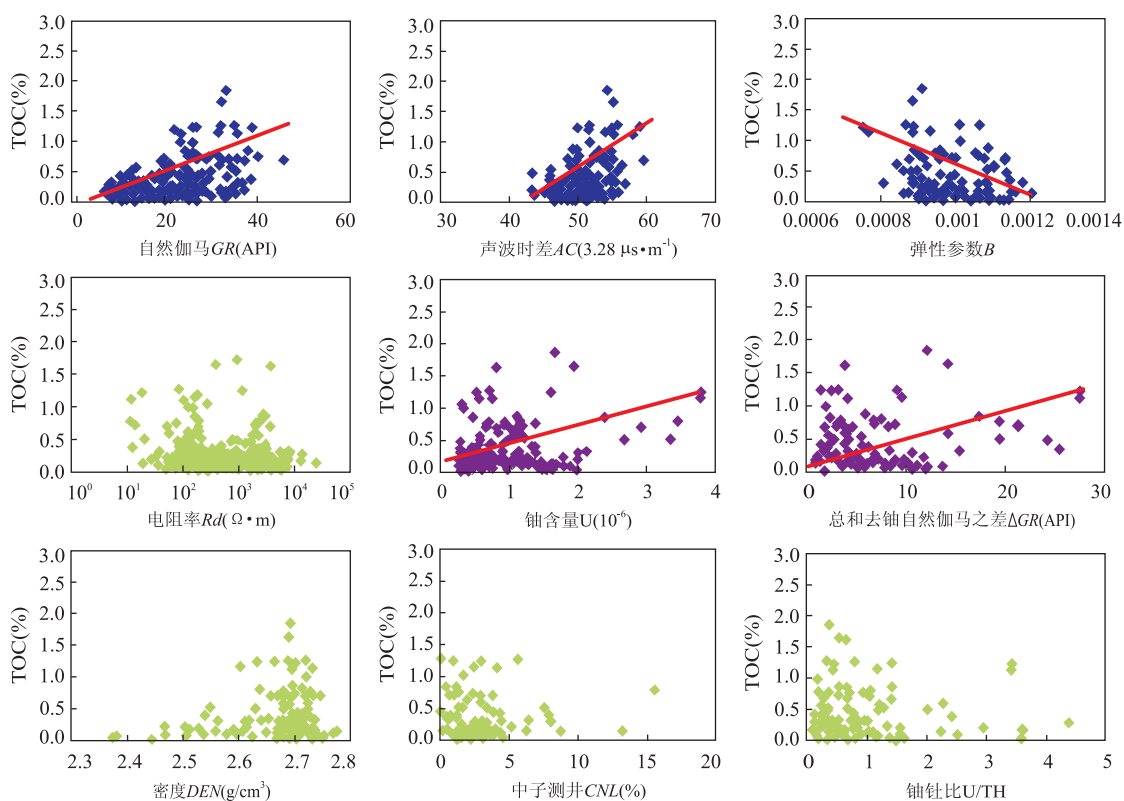 3.0
2.5
2.0
1.5
1.0
0.5
0.0
TOC(%)
0 20 40 60
自然伽马GR(API)
3.0
2.5
2.0
1.5
1.0
0.5
0.0
TOC(%)
30 40 50 60 70
声波时差AC(3.28 μs•m⁻¹)
3.0
2.5
2.0
1.5
1.0
0.5
0.0
TOC(%)
0.0006 0.0008 0.001 0.0012 0.0014
弹性参数B
3.0
2.5
2.0
1.5
1.0
0.5
0.0
TOC(%)
10⁰ 10¹ 10² 10³ 10⁴ 10⁵
电阻率Rd(Ω•m)
3.0
2.5
2.0
1.5
1.0
0.5
0.0
TOC(%)
0 1 2 3 4
铀含量U(10⁻⁶)
3.0
2.5
2.0
1.5
1.0
0.5
0.0
TOC(%)
0 10 20 30
总和去铀自然伽马之差ΔGR(API)
3.0
2.5
2.0
1.5
1.0
0.5
0.0
TOC(%)
2.3 2.4 2.5 2.6 2.7 2.8
密度DEN(g/cm³)
3.0
2.5
2.0
1.5
1.0
0.5
0.0
TOC(%)
0 5 10 15 20
中子测井CNL(%)
3.0
2.5
2.0
1.5
1.0
0.5
0.0
TOC(%)
0 1 2 3 4 5
铀钍比U/TH